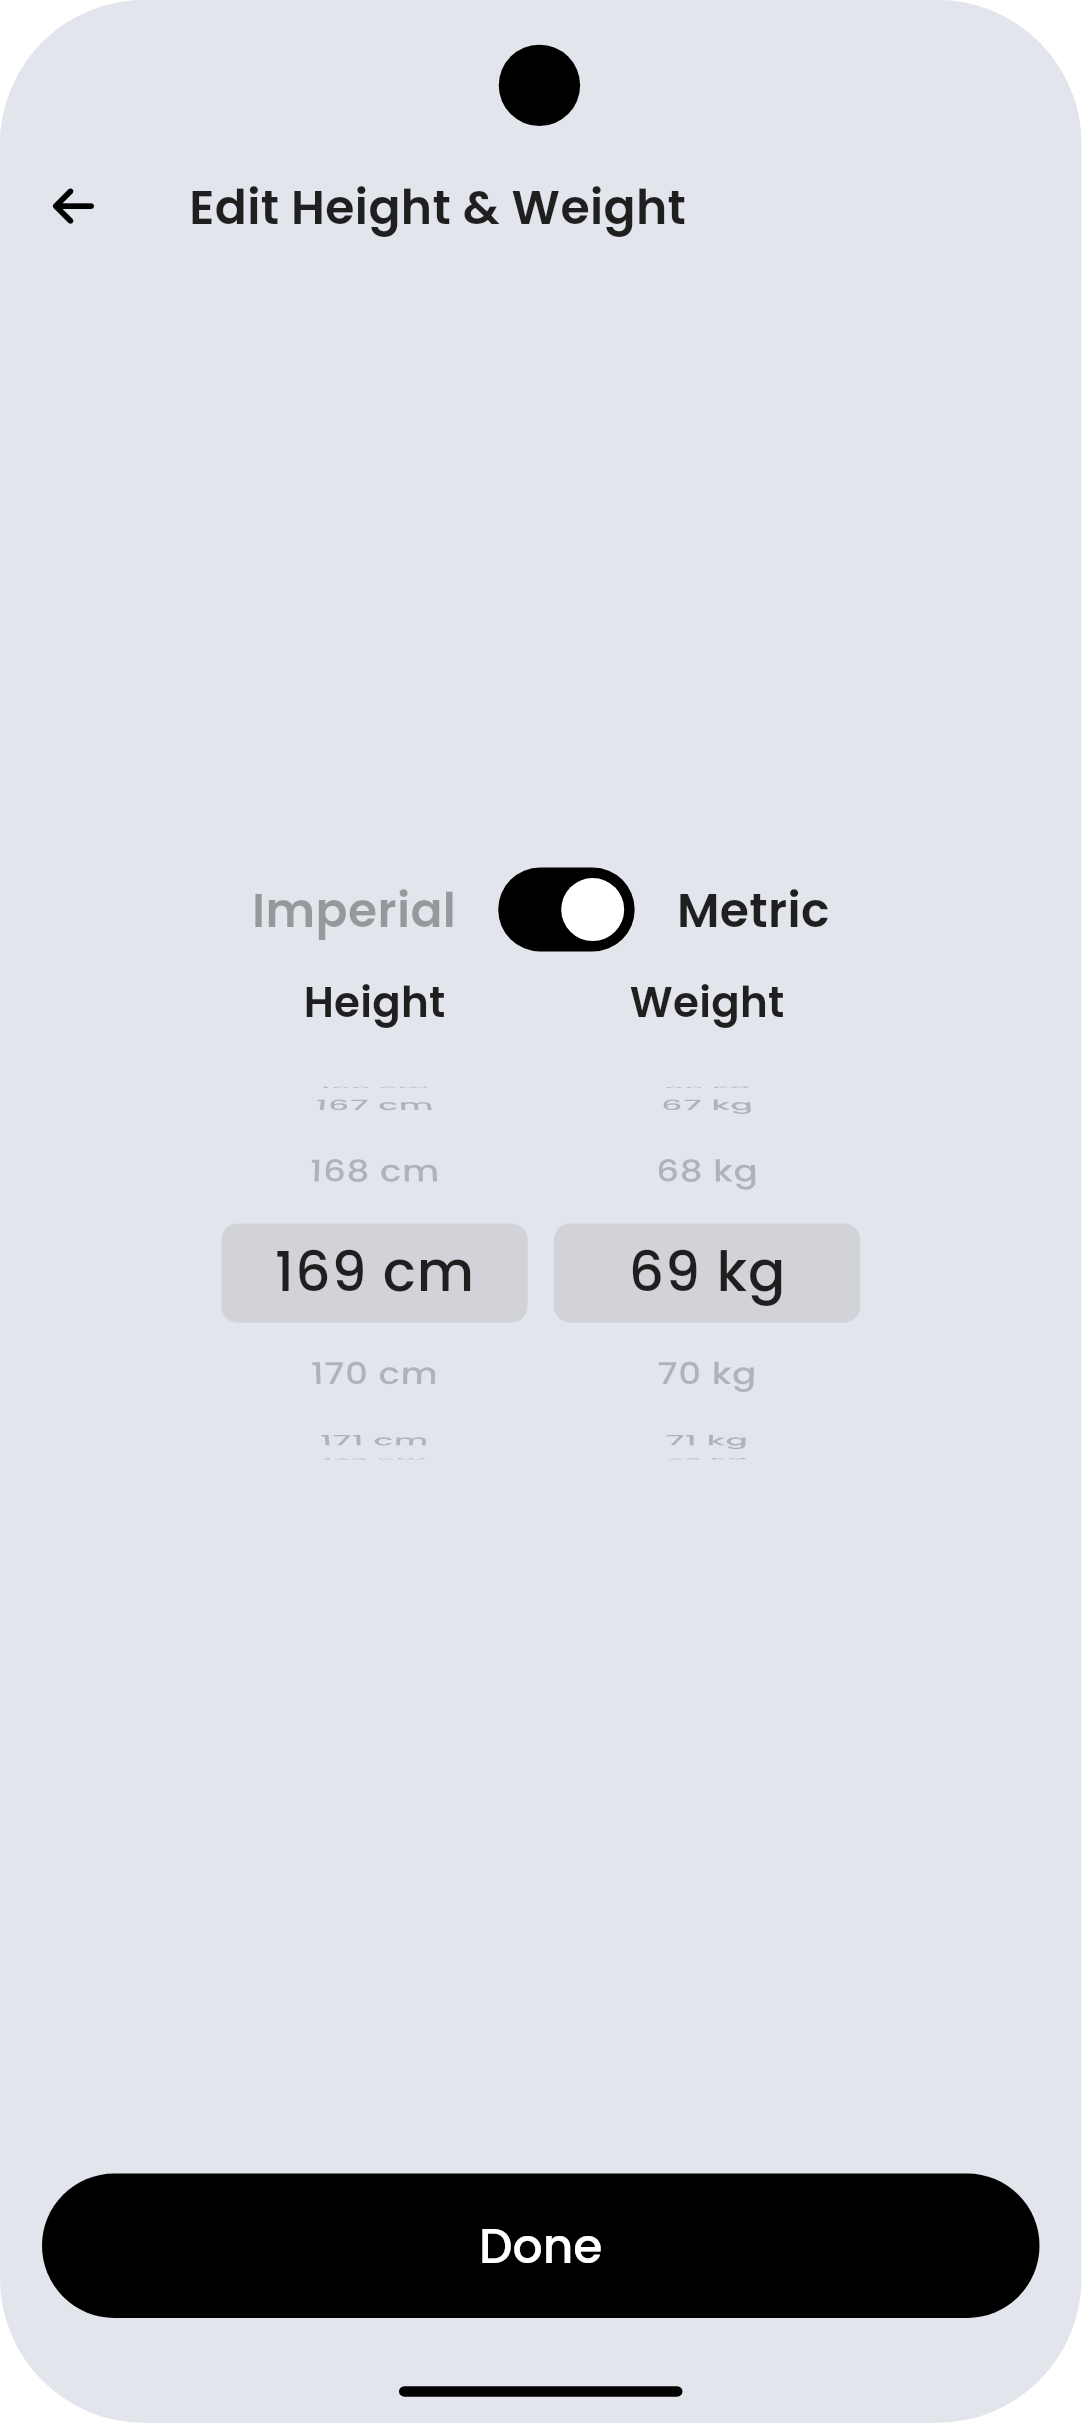 Edit Height & Weight
Imperial Metric
Height Weight
167 cm 67 kg
168 cm 68 kg
169 cm 69 kg
170 cm 70 kg
171 cm 71 kg
Done